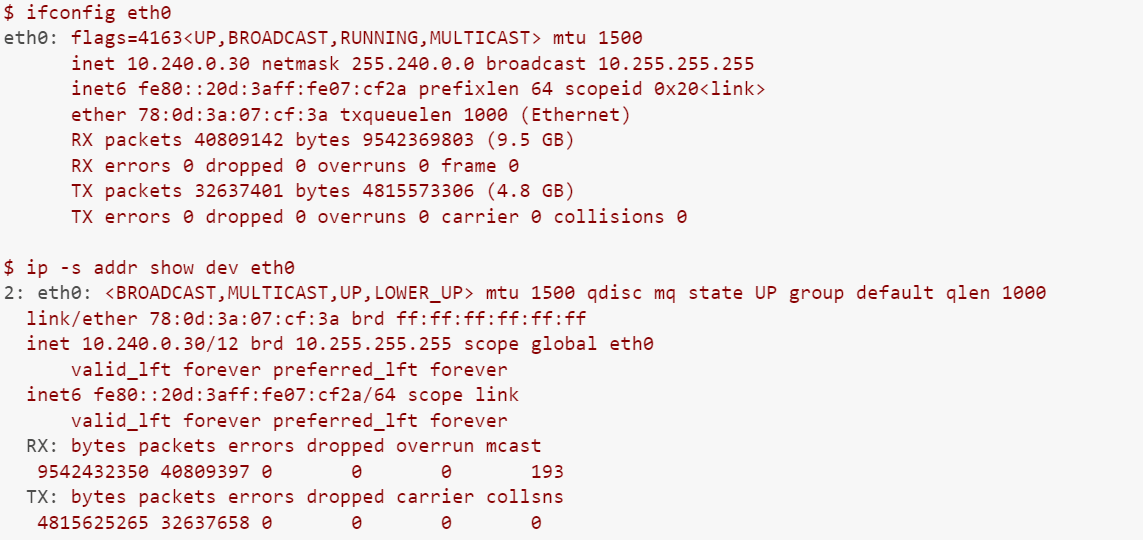 $ ifconfig eth0
eth0: flags=4163<UP,BROADCAST,RUNNING,MULTICAST> mtu 1500
      inet 10.240.0.30 netmask 255.240.0.0 broadcast 10.255.255.255
      inet6 fe80::20d:3aff:fe07:cf2a prefixlen 64 scopeid 0x20<link>
      ether 78:0d:3a:07:cf:3a txqueuelen 1000 (Ethernet)
      RX packets 40809142 bytes 9542369803 (9.5 GB)
      RX errors 0 dropped 0 overruns 0 frame 0
      TX packets 32637401 bytes 4815573306 (4.8 GB)
      TX errors 0 dropped 0 overruns 0 carrier 0 collisions 0

$ ip -s addr show dev eth0
2: eth0: <BROADCAST,MULTICAST,UP,LOWER_UP> mtu 1500 qdisc mq state UP group default qlen 1000
  link/ether 78:0d:3a:07:cf:3a brd ff:ff:ff:ff:ff:ff
  inet 10.240.0.30/12 brd 10.255.255.255 scope global eth0
      valid_lft forever preferred_lft forever
  inet6 fe80::20d:3aff:fe07:cf2a/64 scope link
      valid_lft forever preferred_lft forever
  RX: bytes packets errors dropped overrun mcast
   9542432350 40809397 0       0       0       193
  TX: bytes packets errors dropped carrier collsns
   4815625265 32637658 0       0       0       0